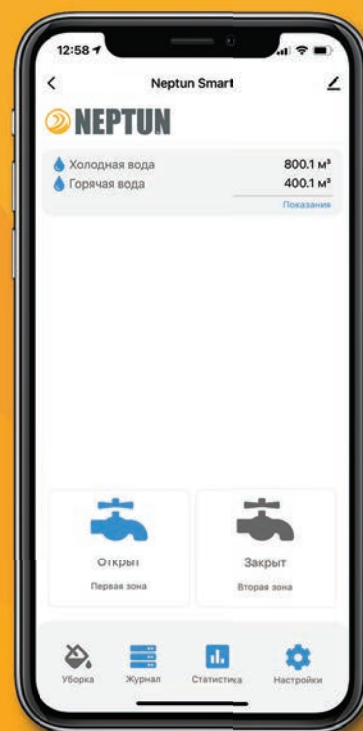 12:58
Neptun Smart
NEPTUN
Холодная вода 800.1 м³
Горячая вода 400.1 м³
Показания
Открыт Закрыт
Первая зона Вторая зона
Уборка Журнал Статистика Настройки